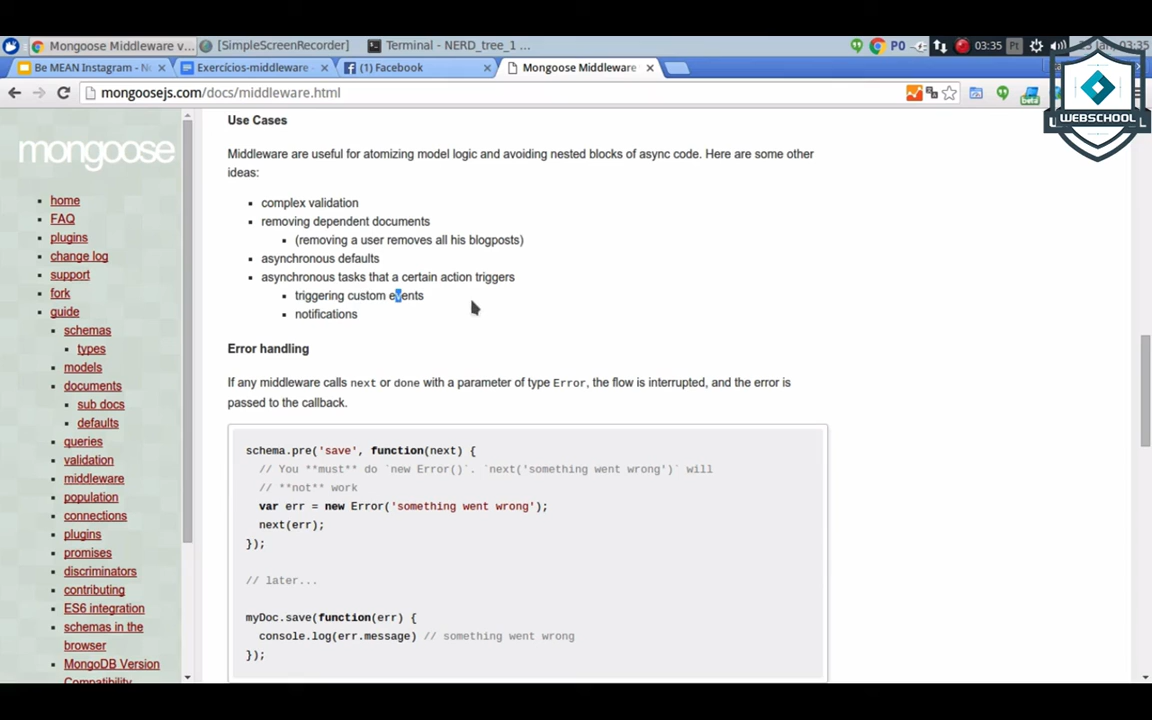 Mongoose Middleware v...
[SimpleScreenRecorder]
Terminal - NERD_tree_1 ...
PO
03:35
Pt
03:35
Be MEAN Instagram - No
Exercícios-middleware -
(1) Facebook
Mongoose Middleware
mongoosejs.com/docs/middleware.html
WEBSCHOOL
mongoose
home
FAQ
plugins
change log
support
fork
guide
schemas
types
models
documents
sub docs
defaults
queries
validation
middleware
population
connections
plugins
promises
discriminators
contributing
ES6 integration
schemas in the
browser
MongoDB Version
Compatibility
Use Cases
Middleware are useful for atomizing model logic and avoiding nested blocks of async code. Here are some other
ideas:
complex validation
removing dependent documents
(removing a user removes all his blogposts)
asynchronous defaults
asynchronous tasks that a certain action triggers
triggering custom events
notifications
Error handling
If any middleware calls next or done with a parameter of type Error, the flow is interrupted, and the error is
passed to the callback.
schema.pre('save', function(next) {
// You **must** do `new Error()`. `next('something went wrong')` will
// **not** work
var err = new Error('something went wrong');
next(err);
});
// later...
myDoc.save(function(err) {
console.log(err.message) // something went wrong
});